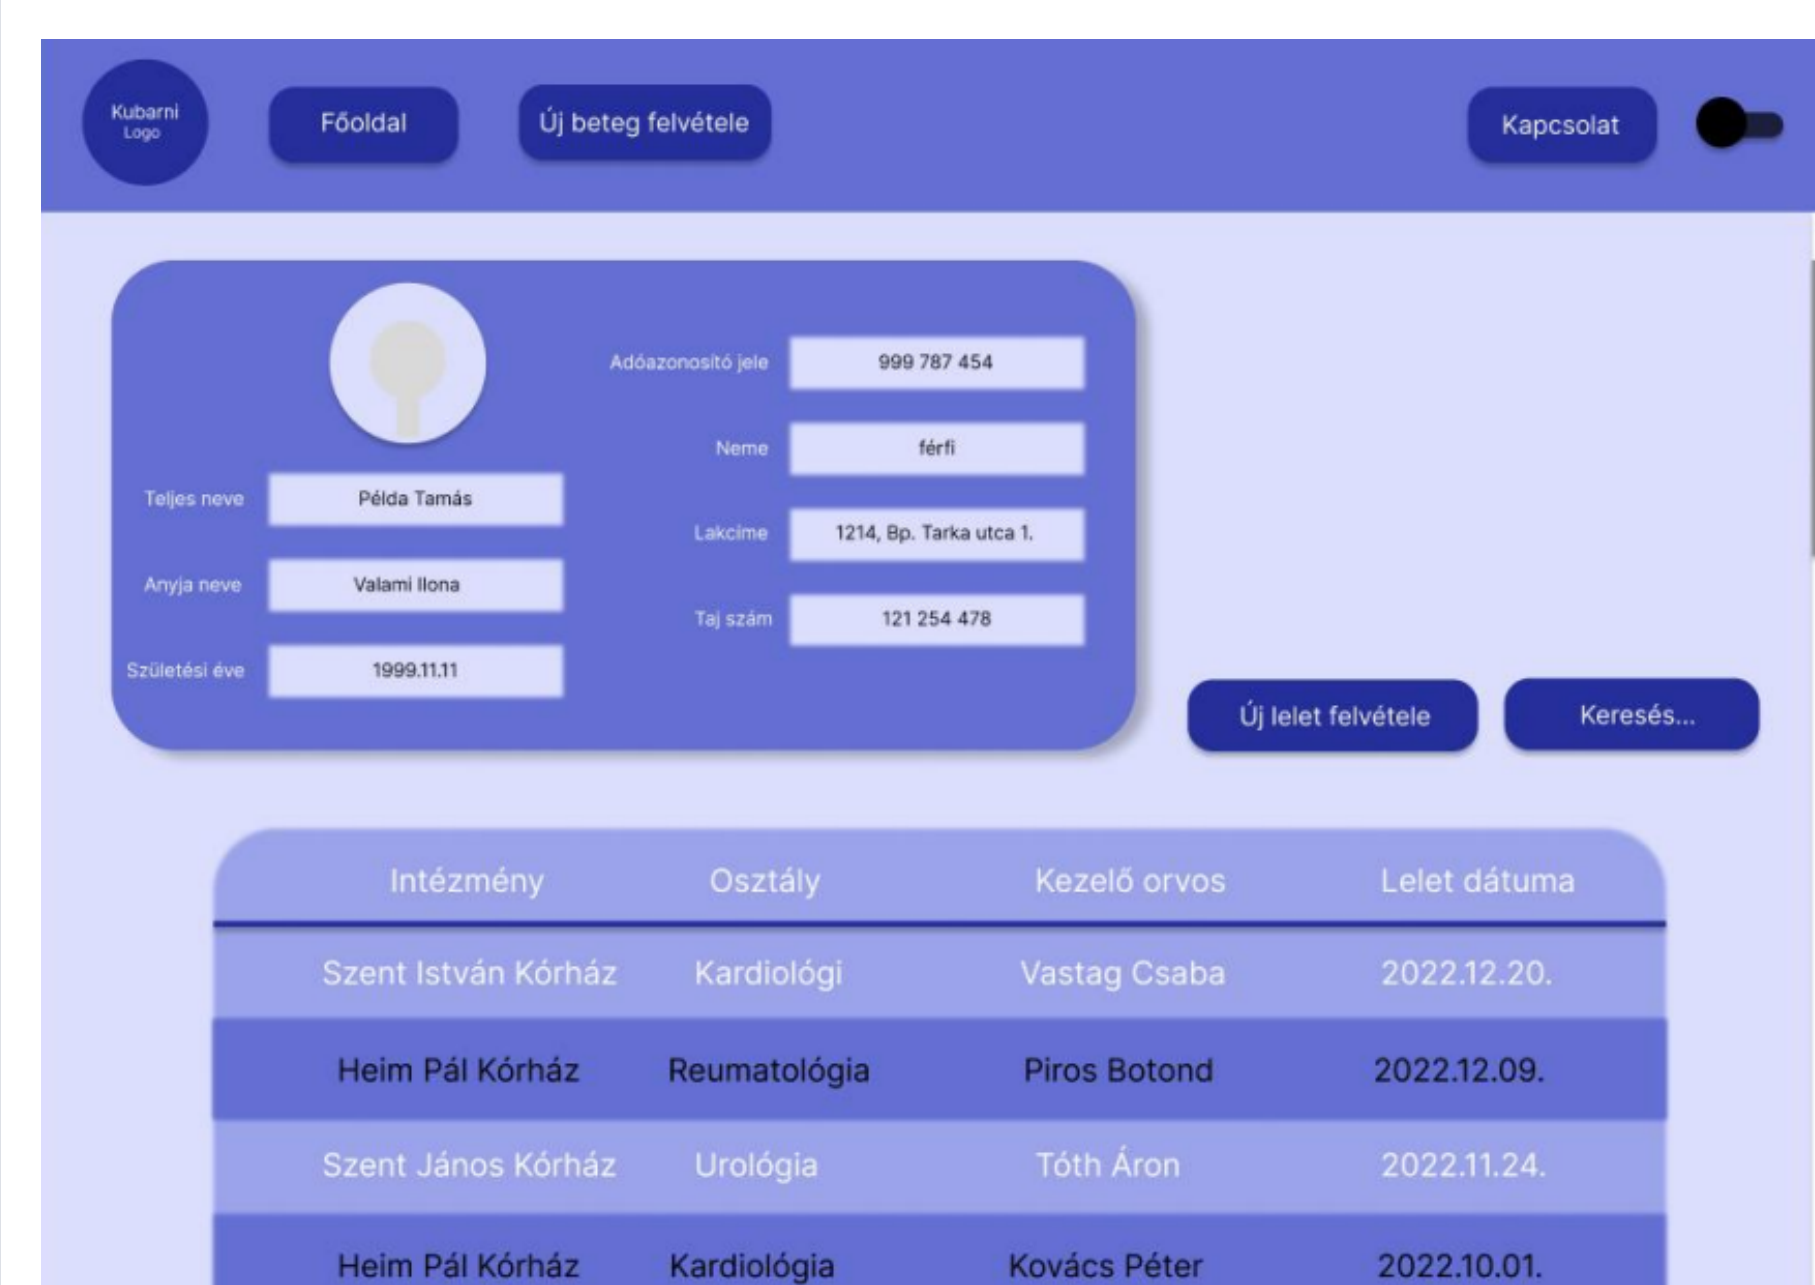 Kubarni
Logo
Főoldal
Új beteg felvétele
Kapcsolat
Teljes neve Példa Tamás
Anyja neve Valami Ilona
Születési éve 1999.11.11
Adóazonosító jele 999 787 454
Neme férfi
Lakcíme 1214, Bp. Tarka utca 1.
Taj szám 121 254 478
Új lelet felvétele
Keresés...
Intézmény Osztály Kezelő orvos Lelet dátuma
Szent István Kórház Kardiológi Vastag Csaba 2022.12.20.
Heim Pál Kórház Reumatológia Piros Botond 2022.12.09.
Szent János Kórház Urológia Tóth Áron 2022.11.24.
Heim Pál Kórház Kardiológia Kovács Péter 2022.10.01.